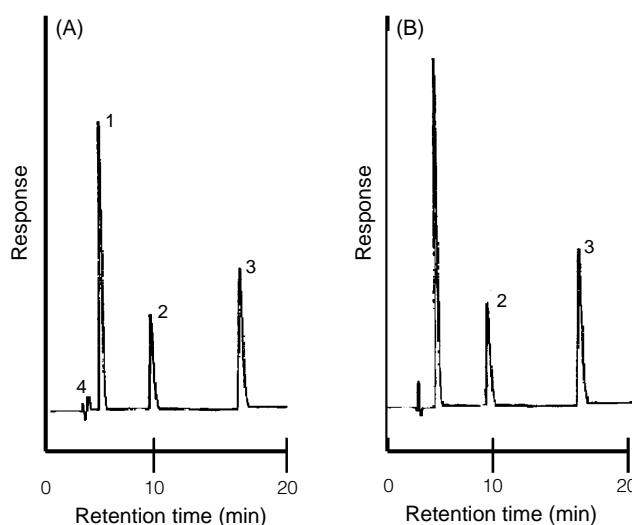 (A)
1
2
3
4
Response
0 10 20
Retention time (min)
(B)
2
3
Response
0 10 20
Retention time (min)